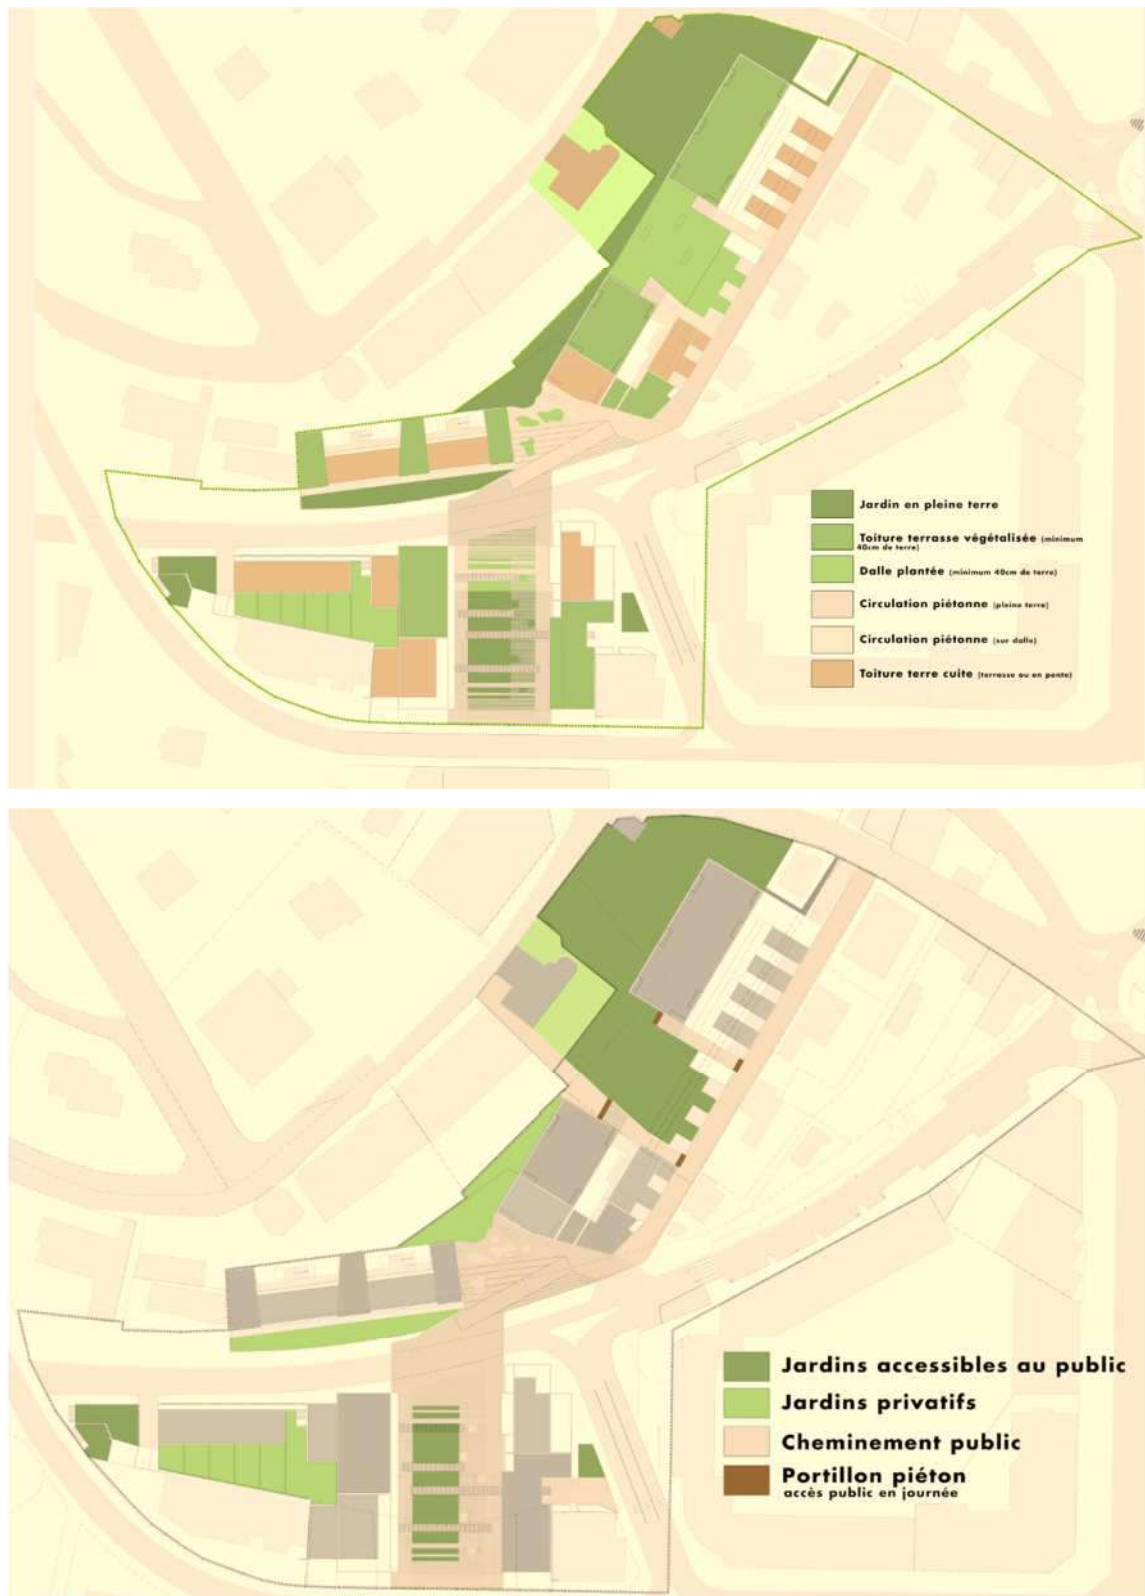 Jardin en pleine terre
Toiture terrasse végétalisée (minimum
40cm de terre)
Dalle plantée (minimum 40cm de terre)
Circulation piétonne (pleine terre)
Circulation piétonne (sur dalle)
Toiture terre cuite (terrasse ou en pente)
Jardins accessibles au public
Jardins privatifs
Cheminement public
Portillon piéton
accès public en journée